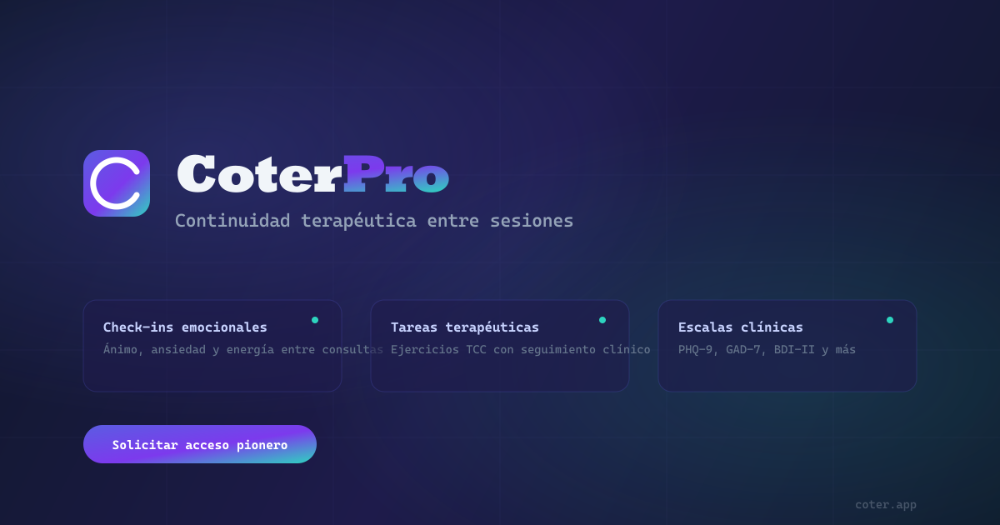 CoterPro
Continuidad terapéutica entre sesiones
Check-ins emocionales
Ánimo, ansiedad y energía entre consultas
Tareas terapéuticas
Ejercicios TCC con seguimiento clínico
Escalas clínicas
PHQ-9, GAD-7, BDI-II y más
Solicitar acceso pionero
coter.app